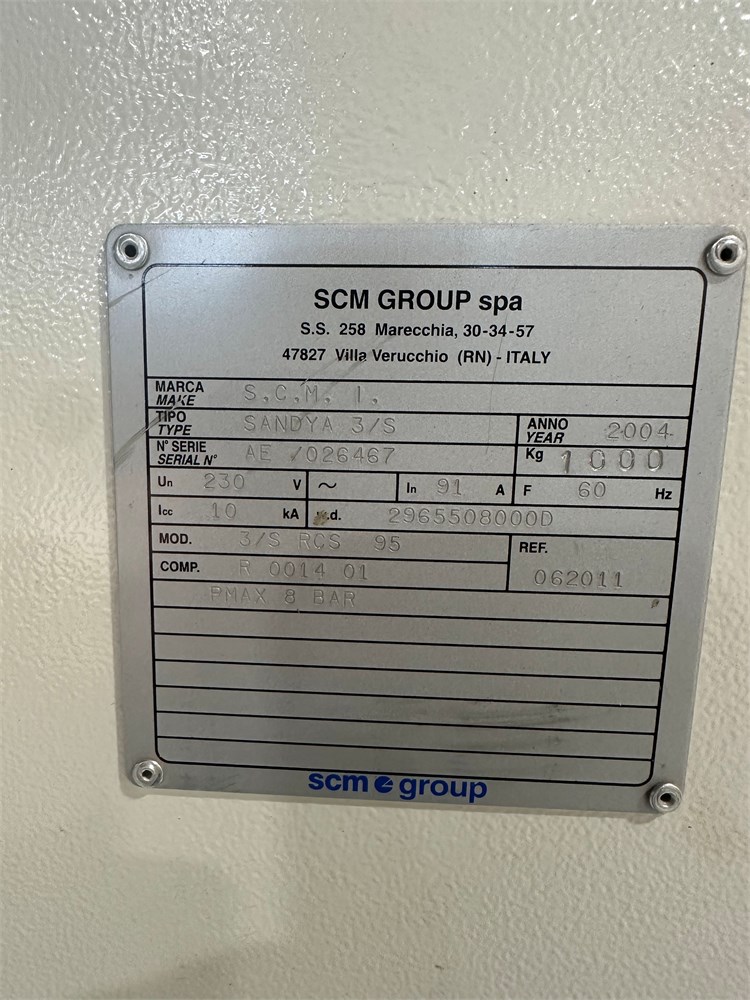 SCM GROUP spa
S.S. 258 Marecchia, 30-34-57
47827 Villa Verucchio (RN) - ITALY
MARCA MAKE S.C.M. I.
TIPO TYPE SANDYA 3/S ANNO YEAR 2004
N° SERIE SERIAL N° AE /026467 Kg 1000
Un 230 V ~ In 91 A F 60 Hz
Icc 10 kA w.d. 2965508000D
MOD. 3/S RCS 95 REF.
COMP. R 0014 01 062011
PMAX 8 BAR
scm group